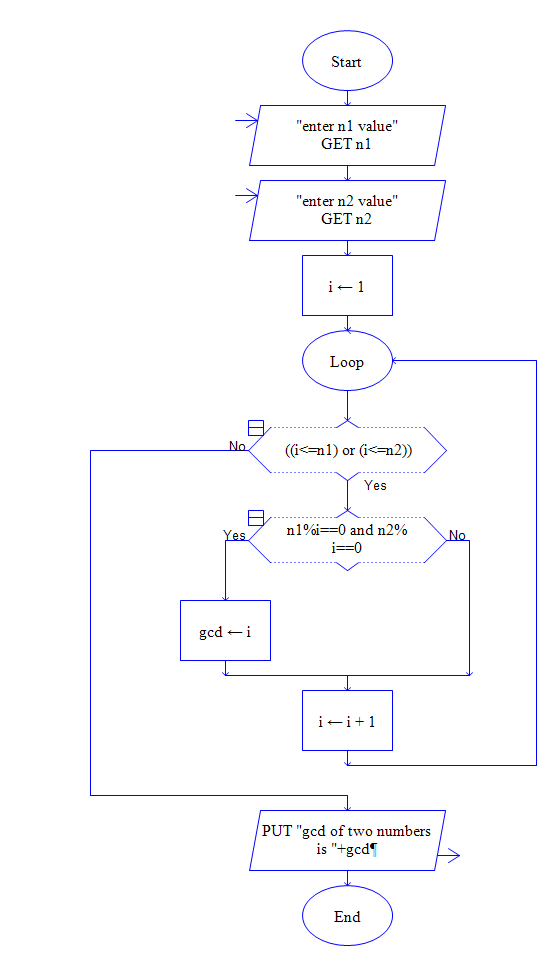 Start
"enter n1 value"
GET n1
"enter n2 value"
GET n2
i ← 1
Loop
No
((i<=n1) or (i<=n2))
Yes
Yes
n1%i==0 and n2%
i==0
No
gcd ← i
i ← i + 1
PUT "gcd of two numbers
is "+gcd¶
End